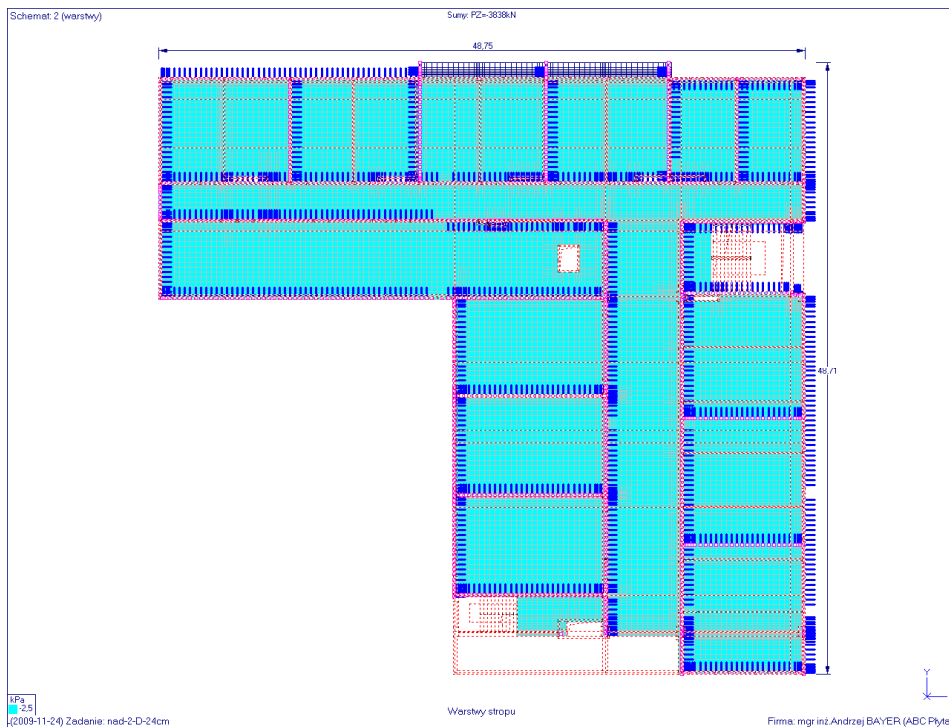 Schemat: 2 (warstwy)
Sumy: PZ=-3838kN
48,75
48,71
Y
X
kPa
-2,5
Warstwy stropu
(2009-11-24) Zadanie: nad-2-D-24cm
Firma: mgr inż.Andrzej BAYER (ABC Płyta